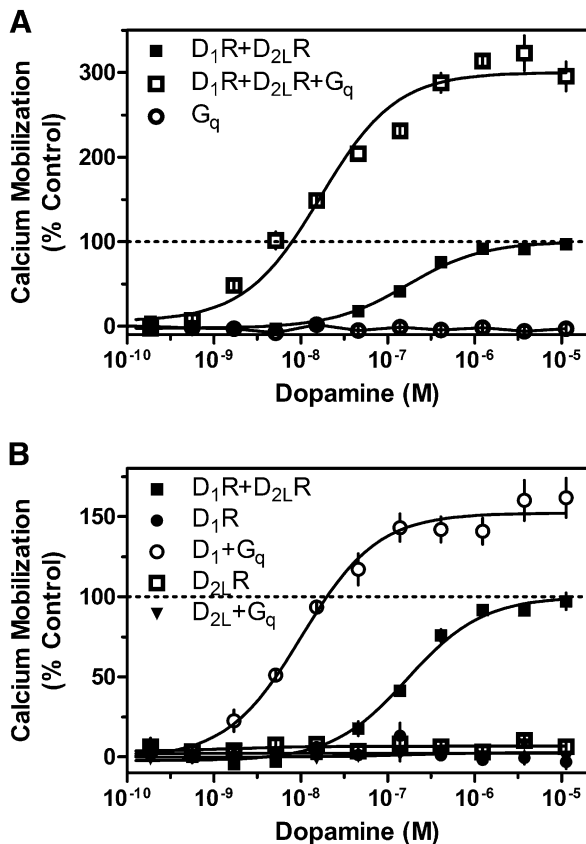 A
Calcium Mobilization
(% Control)
300
200
100
0
D₁R+D₂LR
D₁R+D₂LR+Gq
Gq
10⁻¹⁰ 10⁻⁹ 10⁻⁸ 10⁻⁷ 10⁻⁶ 10⁻⁵
Dopamine (M)
B
Calcium Mobilization
(% Control)
150
100
50
0
D₁R+D₂LR
D₁R
D₁+Gq
D₂LR
D₂L+Gq
10⁻¹⁰ 10⁻⁹ 10⁻⁸ 10⁻⁷ 10⁻⁶ 10⁻⁵
Dopamine (M)